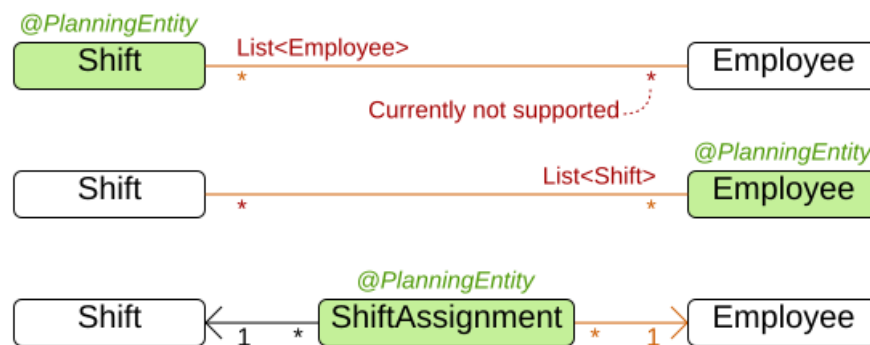 @PlanningEntity
Shift List<Employee> Employee
* *
Currently not supported
@PlanningEntity
Shift List<Shift> Employee
* *
@PlanningEntity
Shift ShiftAssignment Employee
1 * * 1